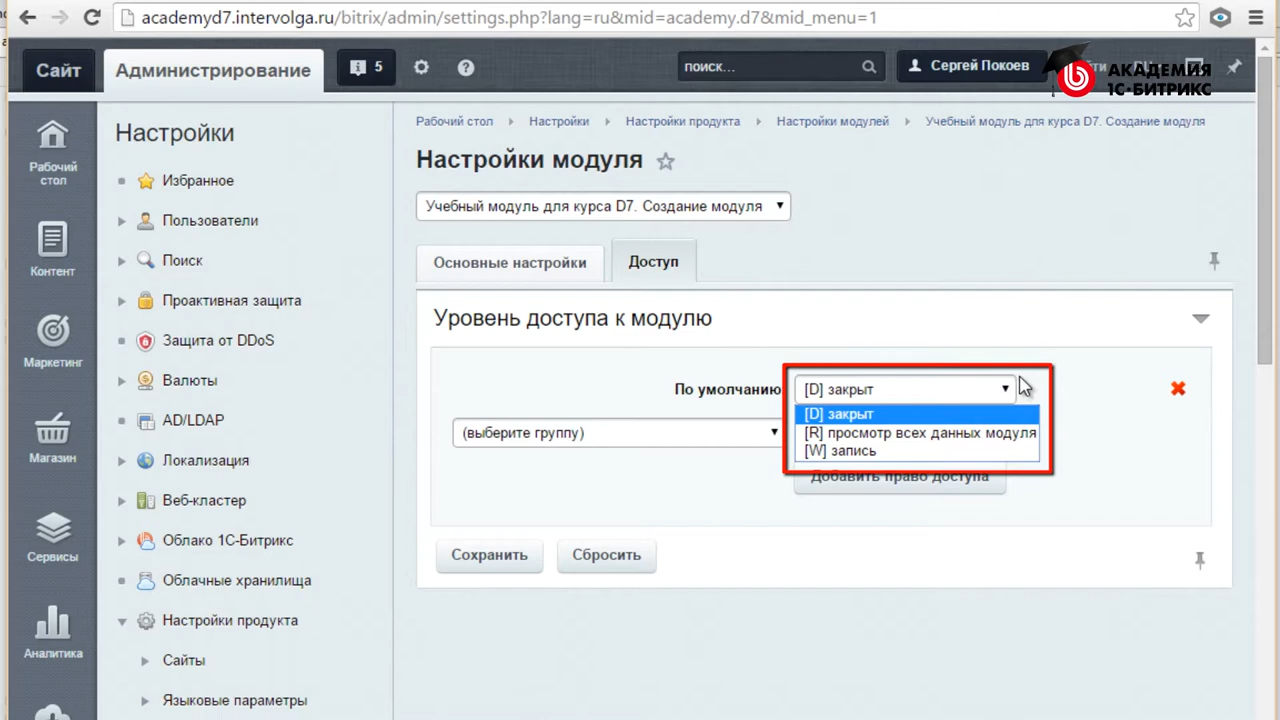 academyd7.intervolga.ru/bitrix/admin/settings.php?lang=ru&mid=academy.d7&mid_menu=1
Сайт
Администрирование
5
поиск...
Сергей Покоев
АКАДЕМИЯ
1С-БИТРИКС
Рабочий
стол
Контент
Маркетинг
Магазин
Сервисы
Аналитика
Настройки
Избранное
Пользователи
Поиск
Проактивная защита
Защита от DDoS
Валюты
AD/LDAP
Локализация
Веб-кластер
Облако 1С-Битрикс
Облачные хранилища
Настройки продукта
Сайты
Языковые параметры
Рабочий стол Настройки Настройки продукта Настройки модулей Учебный модуль для курса D7. Создание модуля
Настройки модуля
Учебный модуль для курса D7. Создание модуля
Основные настройки
Доступ
Уровень доступа к модулю
По умолчанию
[D] закрыт
[D] закрыт
[R] просмотр всех данных модуля
[W] запись
(выберите группу)
Добавить право доступа
Сохранить
Сбросить